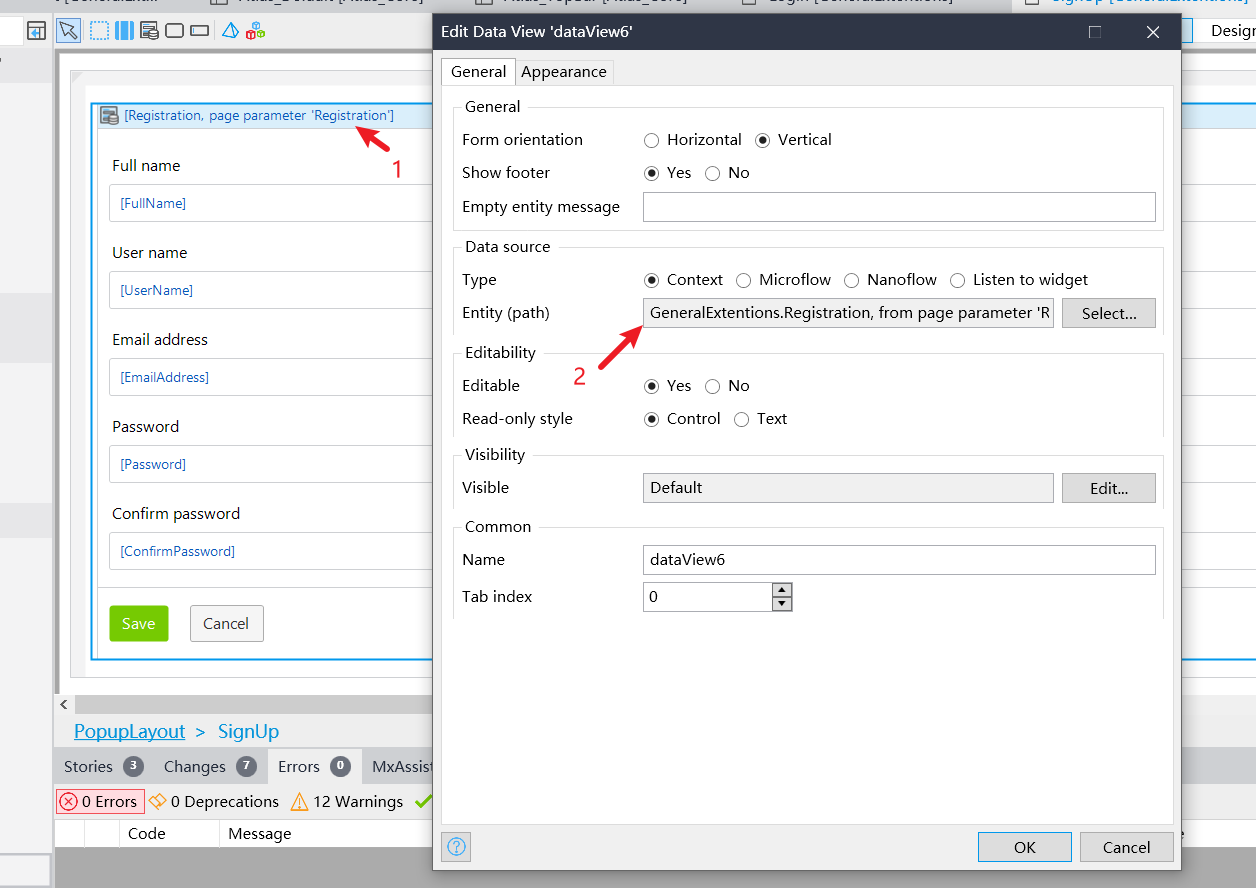 Edit Data View 'dataView6'
Design
General
Appearance
[Registration, page parameter 'Registration']
1
Full name
[FullName]
User name
[UserName]
Email address
[EmailAddress]
Password
[Password]
Confirm password
[ConfirmPassword]
Save
Cancel
General
Form orientation
Horizontal
Vertical
Show footer
Yes
No
Empty entity message
Data source
Type
Context
Microflow
Nanoflow
Listen to widget
Entity (path)
GeneralExtentions.Registration, from page parameter 'R
Select...
2
Editability
Editable
Yes
No
Read-only style
Control
Text
Visibility
Visible
Default
Edit...
Common
Name
dataView6
Tab index
0
PopupLayout > SignUp
Stories 3
Changes 7
Errors 0
MxAssist
0 Errors
0 Deprecations
12 Warnings
Code
Message
OK
Cancel